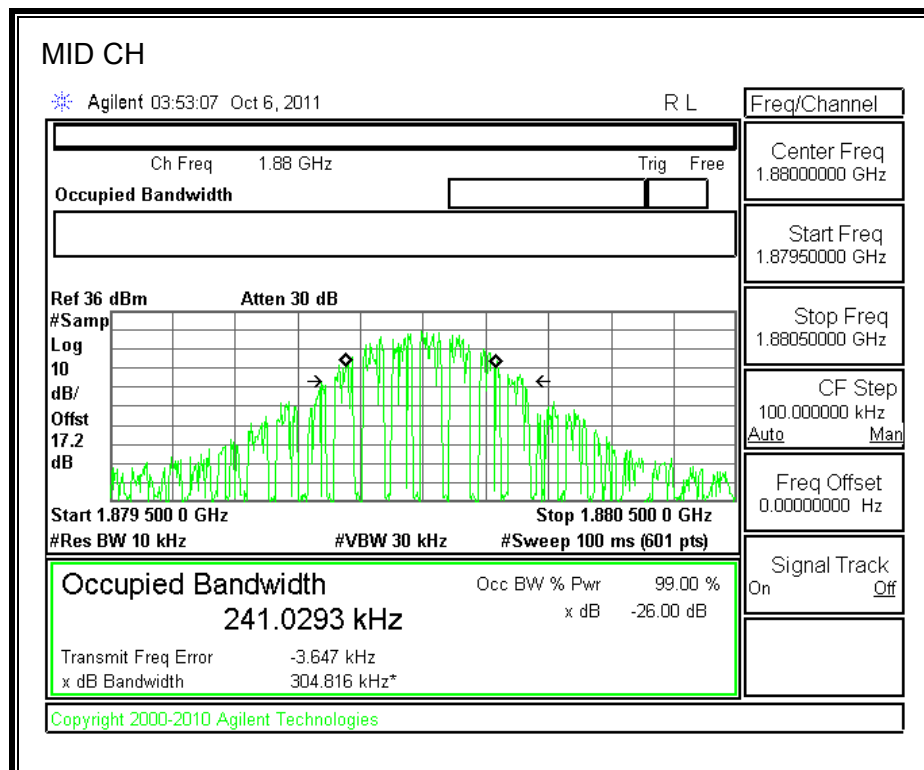 MID CH
Agilent 03:53:07 Oct 6, 2011 R L
Freq/Channel
Ch Freq 1.88 GHz Trig Free
Occupied Bandwidth
Center Freq
1.88000000 GHz
Start Freq
1.87950000 GHz
Stop Freq
1.88050000 GHz
CF Step
100.000000 kHz
Auto Man
Freq Offset
0.00000000 Hz
Signal Track
On Off
Ref 36 dBm Atten 30 dB
#Samp
Log
10
dB/
Offst
17.2
dB
Start 1.879 500 0 GHz Stop 1.880 500 0 GHz
#Res BW 10 kHz #VBW 30 kHz #Sweep 100 ms (601 pts)
Occupied Bandwidth Occ BW % Pwr 99.00 %
241.0293 kHz x dB -26.00 dB
Transmit Freq Error -3.647 kHz
x dB Bandwidth 304.816 kHz*
Copyright 2000-2010 Agilent Technologies